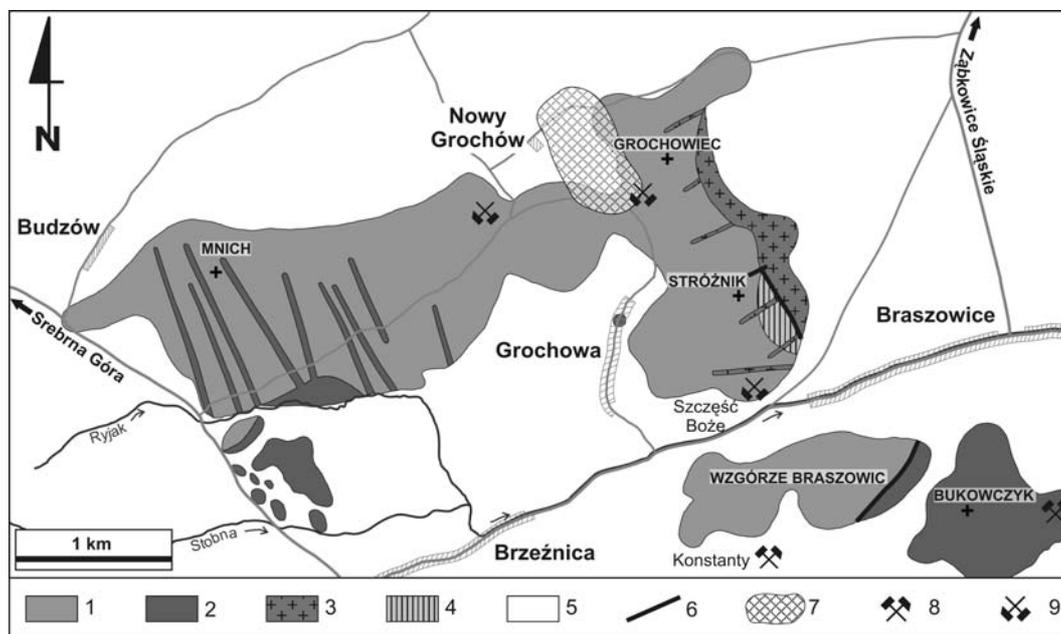 Ząbkowice Śląskie
N
Nowy
Grochów
GROCHOWIEC
Budzów
MNICH
STRÓŻNIK
Srebrna Góra
Braszowice
Grochowa
Szczęść
Boże
Ryjak
WZGÓRZE BRASZOWIC
BUKOWCZYK
1 km
Stobna
Brzeźnica
Konstanty
1 2 3 4 5 6 7 8 9